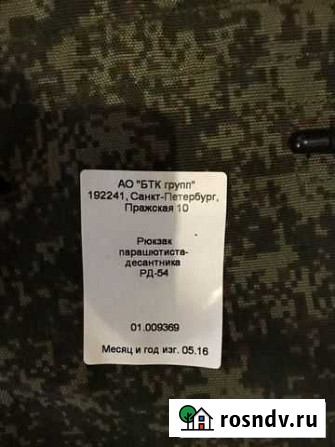 АО "БТК групп"
192241, Санкт-Петербург,
Пражская 10
Рюкзак
парашютиста-
десантника
РД-54
01.009369
Месяц и год изг. 05.16
rosndv.ru